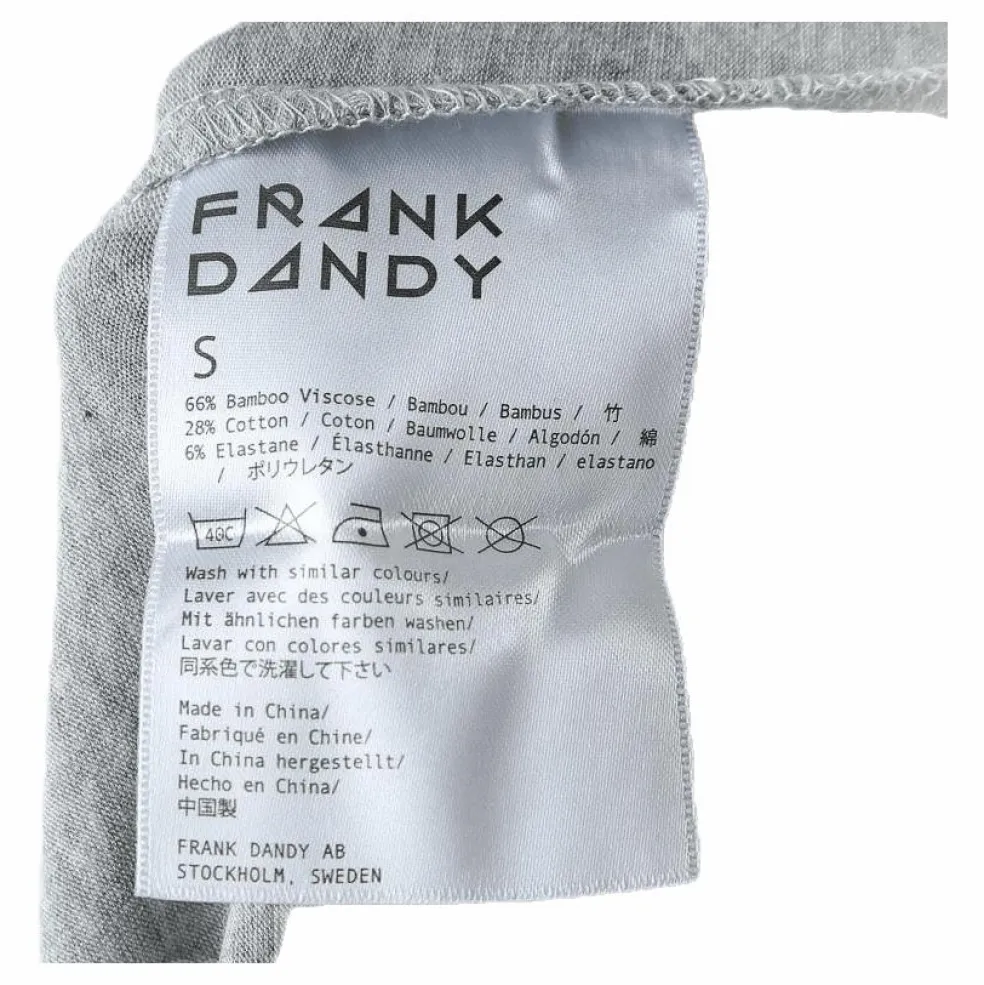 FRANK
DANDY
S
66% Bamboo Viscose / Bambou / Bambus / 竹
28% Cotton / Coton / Baumwolle / Algodón / 綿
6% Elastane / Élasthanne / Elasthan / elastano
/ ポリウレタン
40C
Wash with similar colours/
Laver avec des couleurs similaires/
Mit ähnlichen farben washen/
Lavar con colores similares/
同系色で洗濯して下さい
Made in China/
Fabriqué en Chine/
In China hergestellt/
Hecho en China/
中国製
FRANK DANDY AB
STOCKHOLM, SWEDEN